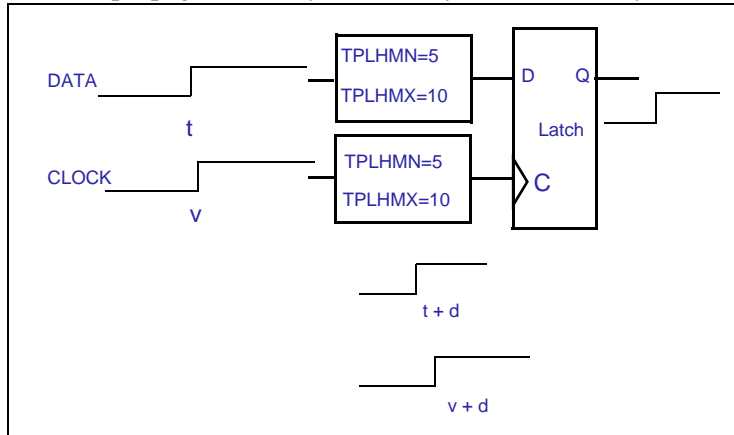 TPLHMN=5
DATA
D Q
TPLHMX=10
t
Latch
TPLHMN=5
CLOCK
C
TPLHMX=10
v
t + d
v + d